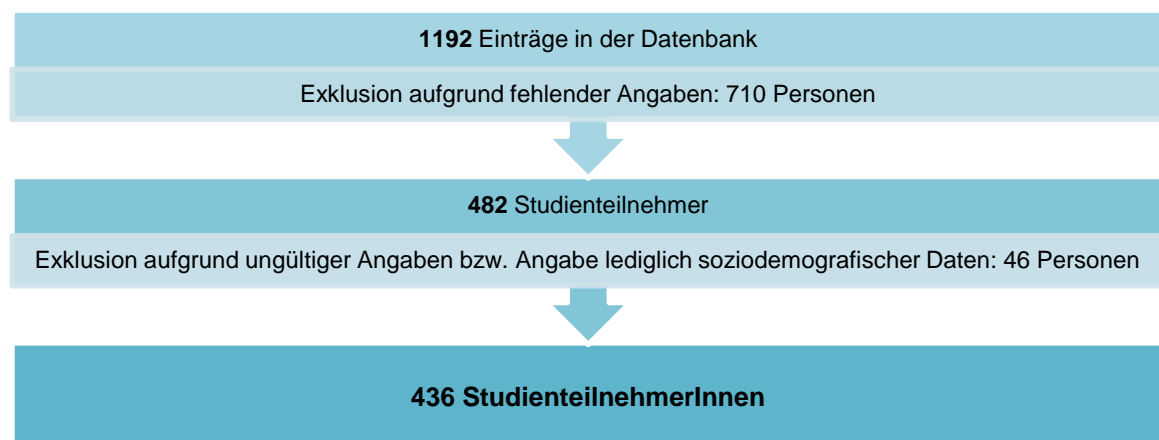 1192 Einträge in der Datenbank
Exklusion aufgrund fehlender Angaben: 710 Personen
482 Studienteilnehmer
Exklusion aufgrund ungültiger Angaben bzw. Angabe lediglich soziodemografischer Daten: 46 Personen
436 StudienteilnehmerInnen